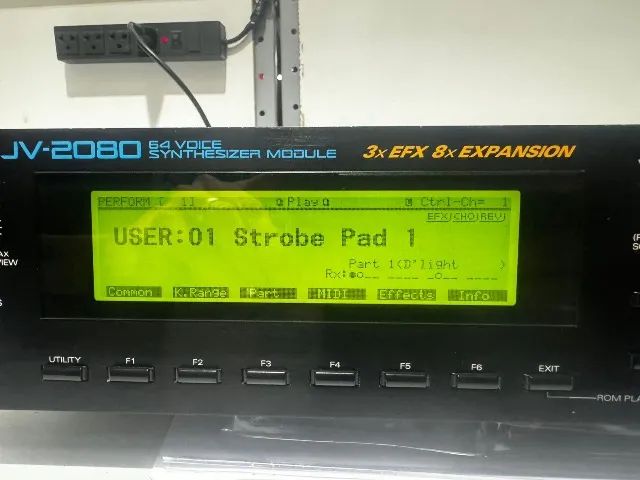 JV-2080 64 VOICE SYNTHESIZER MODULE 3x EFX 8x EXPANSION
PERFORM Play Ctrl-Ch= 1
EFX CHO REV
USER:01 Strobe Pad 1
Part 1(D'light )
Rx:
Common K.Range Part MIDI Effects Info
UTILITY F1 F2 F3 F4 F5 F6 EXIT
ROM PLA